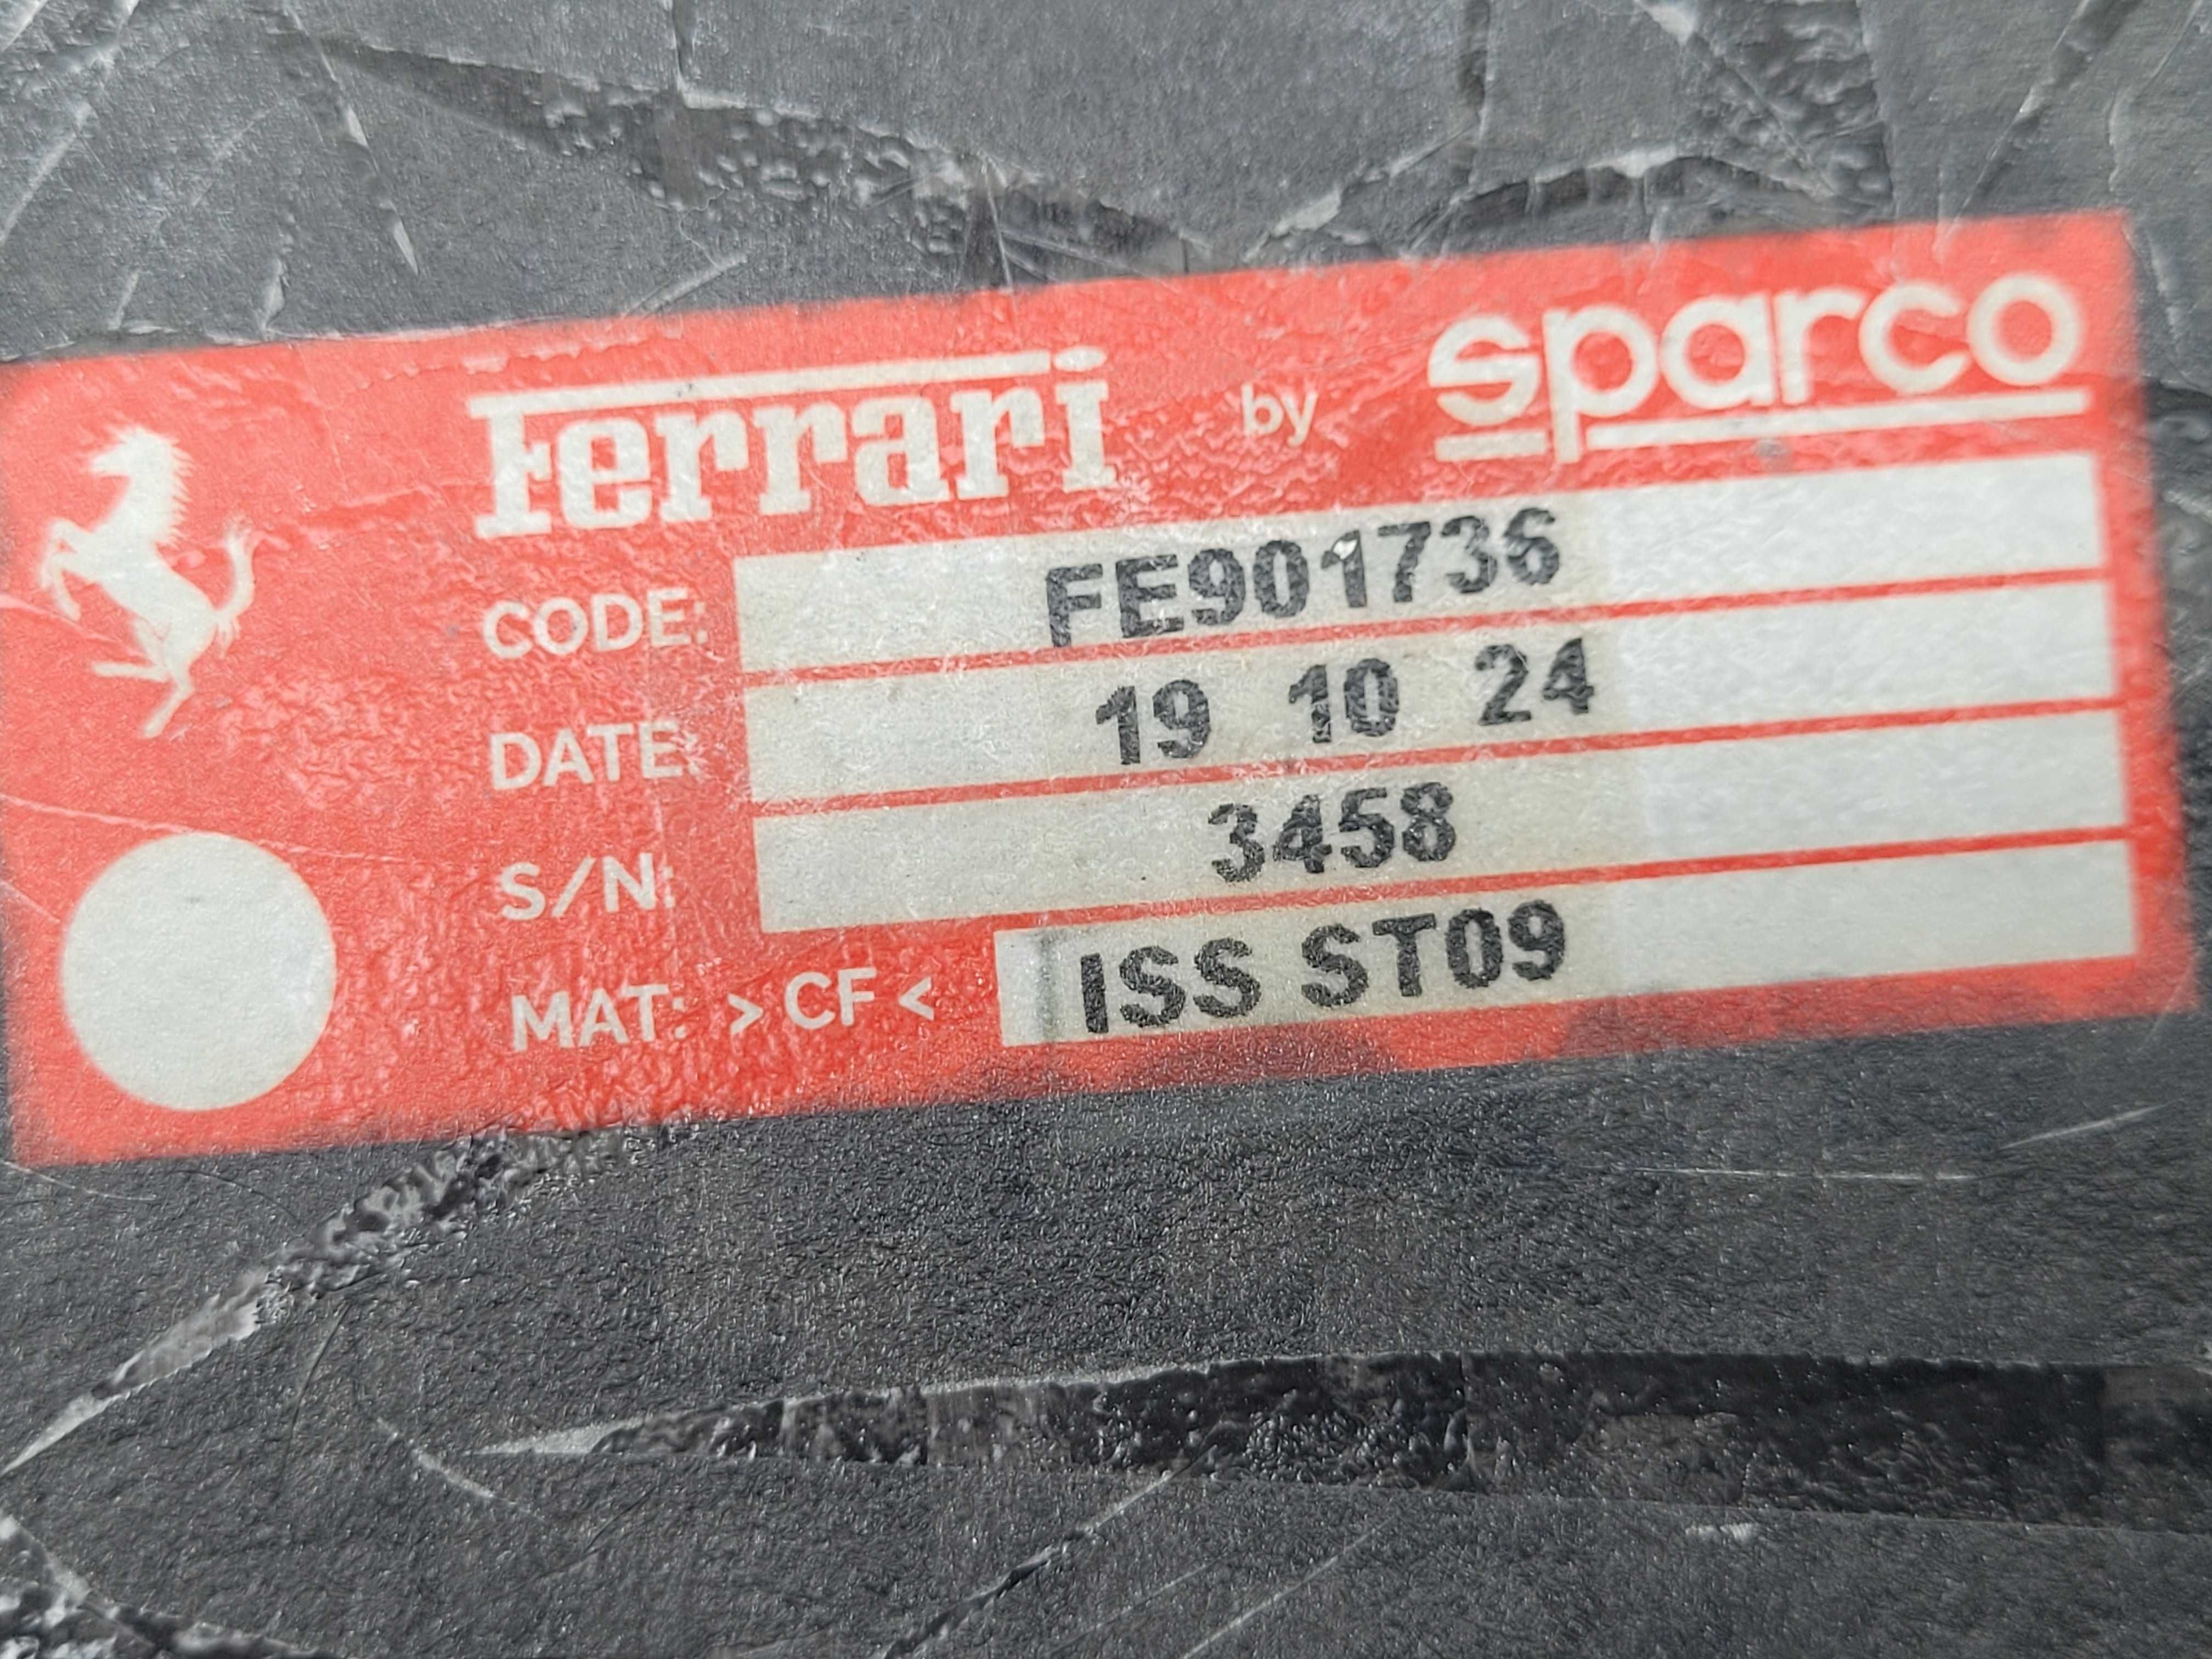 Ferrari by sparco
CODE: FE901736
DATE: 19 10 24
S/N: 3458
MAT: >CF< ISS ST09